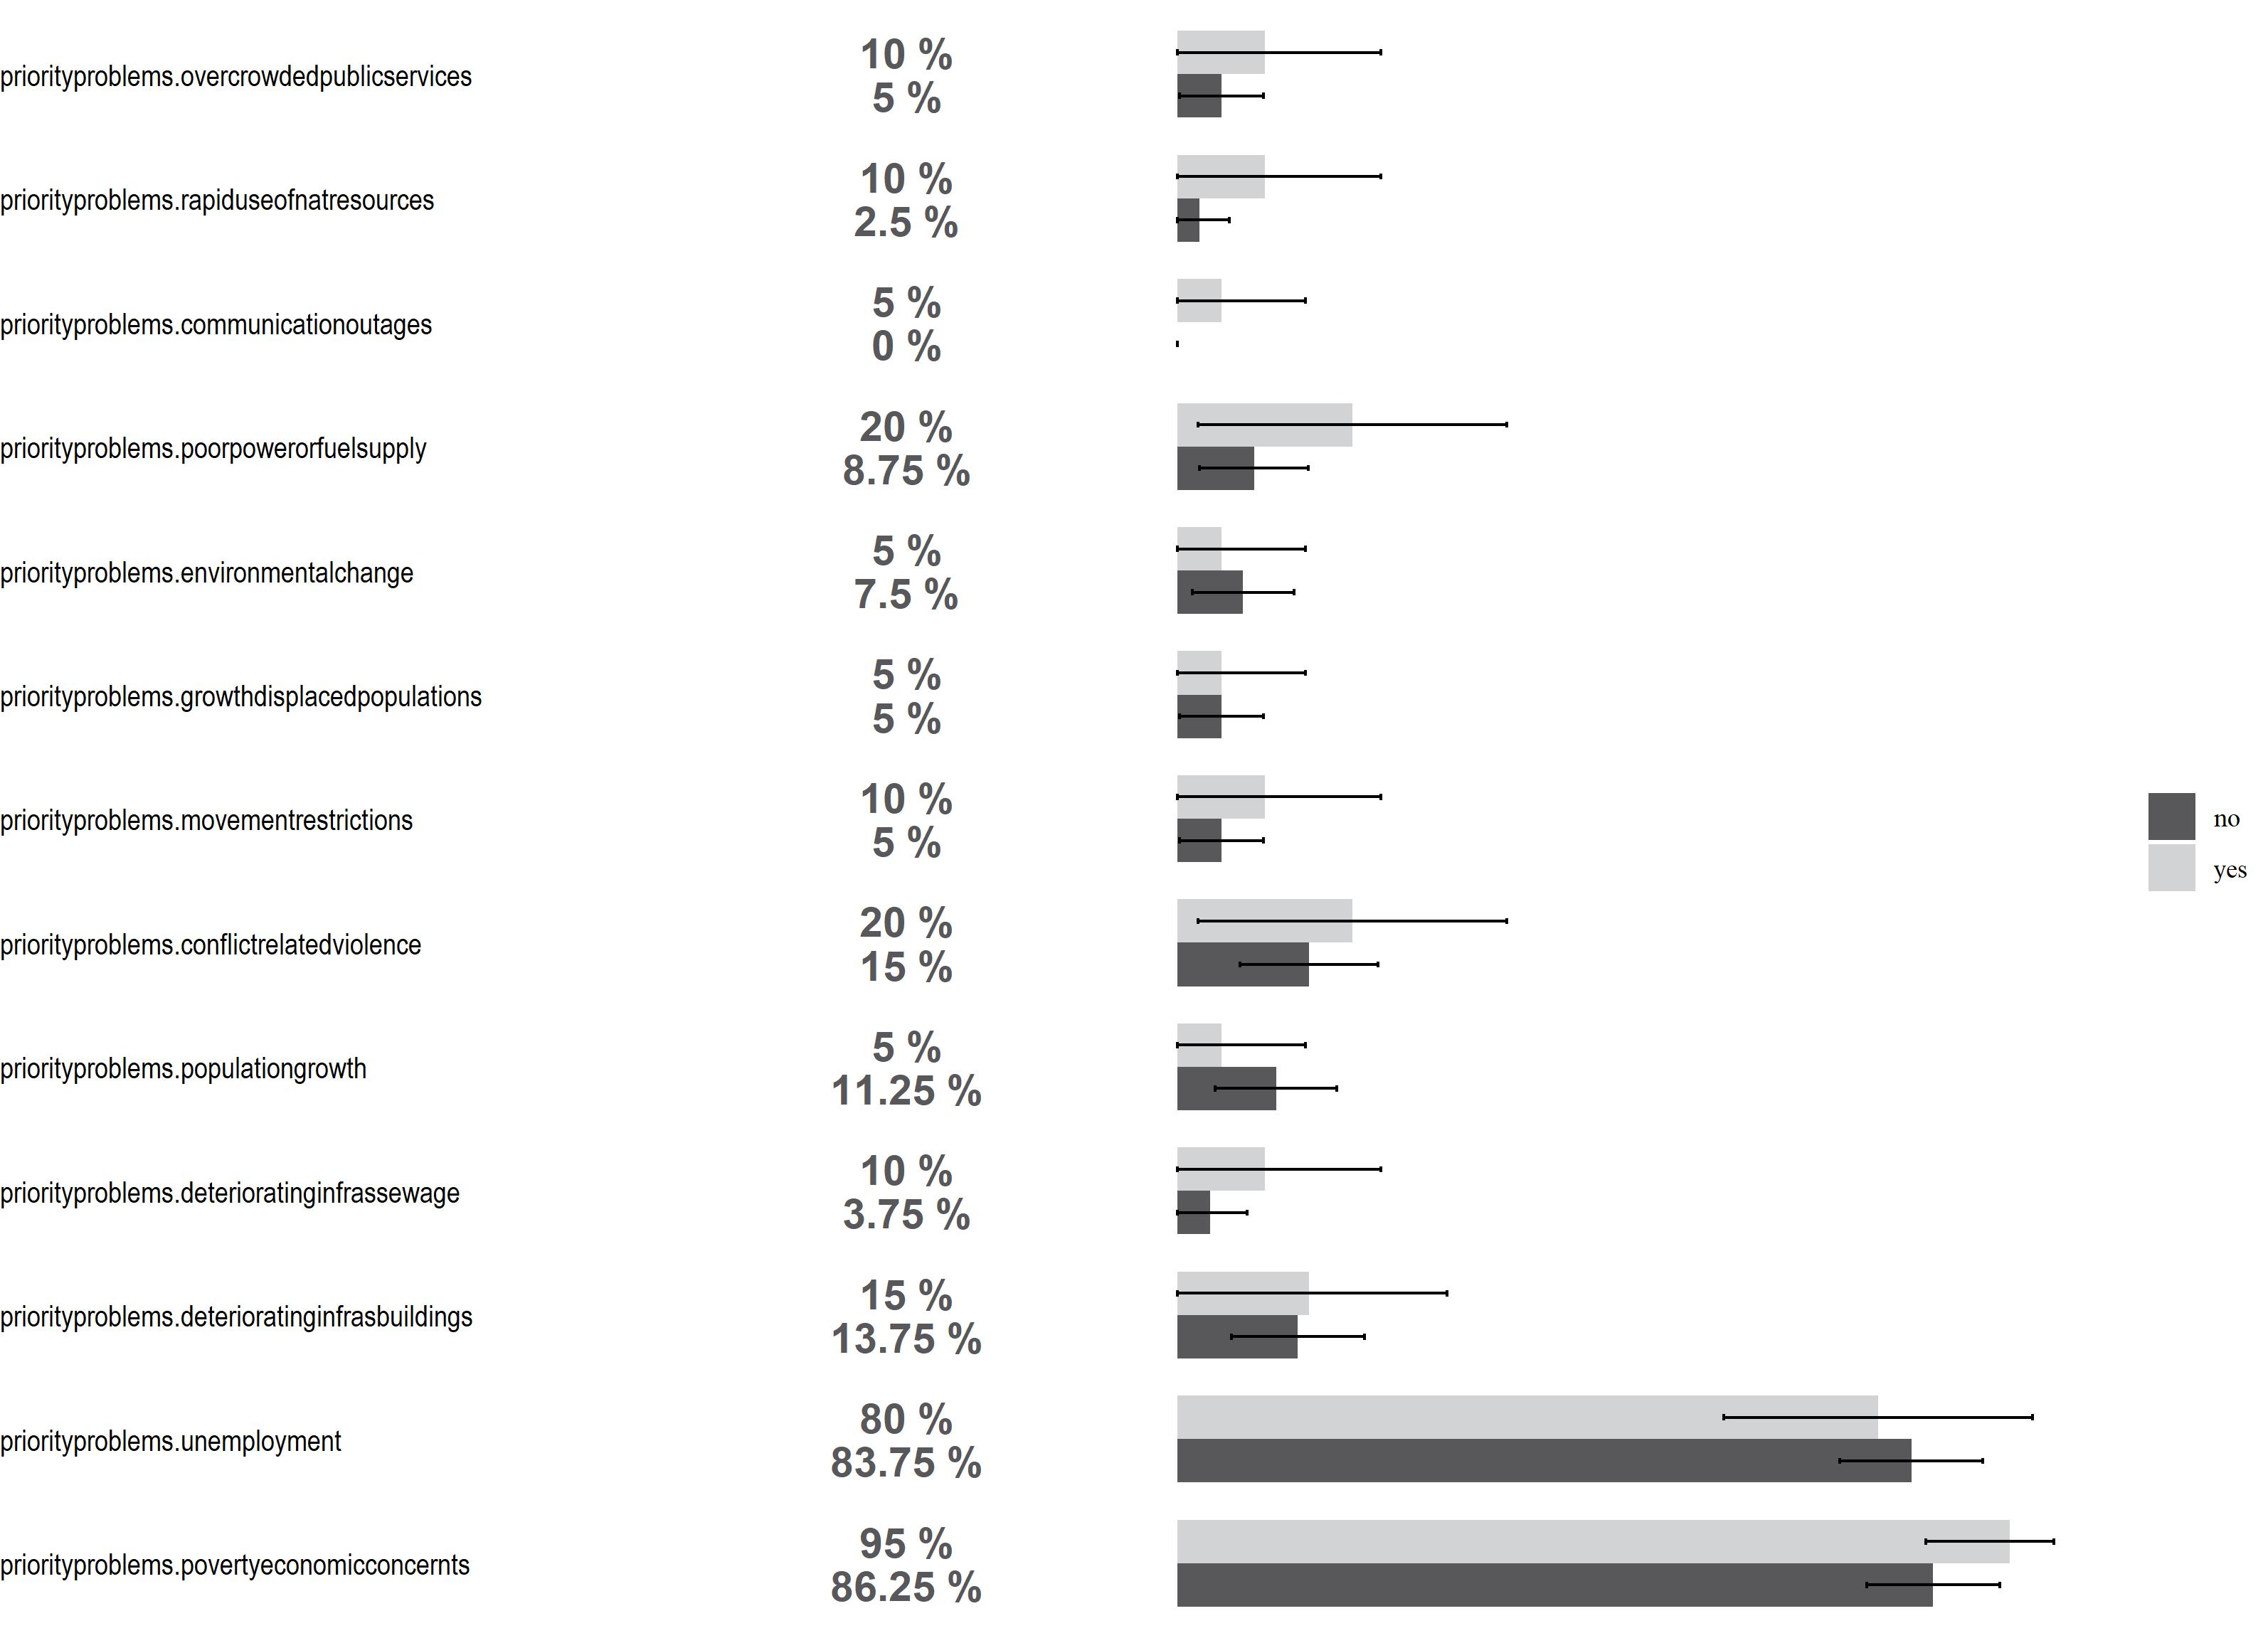 priorityproblems.overcrowdedpublicservices
10 %
5 %
priorityproblems.rapiduseofnatresources
10 %
2.5 %
priorityproblems.communicationoutages
5 %
0 %
priorityproblems.poorpowerorfuelsupply
20 %
8.75 %
priorityproblems.environmentalchange
5 %
7.5 %
priorityproblems.growthdisplacedpopulations
5 %
5 %
priorityproblems.movementrestrictions
10 %
5 %
priorityproblems.conflictrelatedviolence
20 %
15 %
priorityproblems.populationgrowth
5 %
11.25 %
priorityproblems.deterioratinginfrassewage
10 %
3.75 %
priorityproblems.deterioratinginfrasbuildings
15 %
13.75 %
priorityproblems.unemployment
80 %
83.75 %
priorityproblems.povertyeconomicconcernts
95 %
86.25 %
no
yes